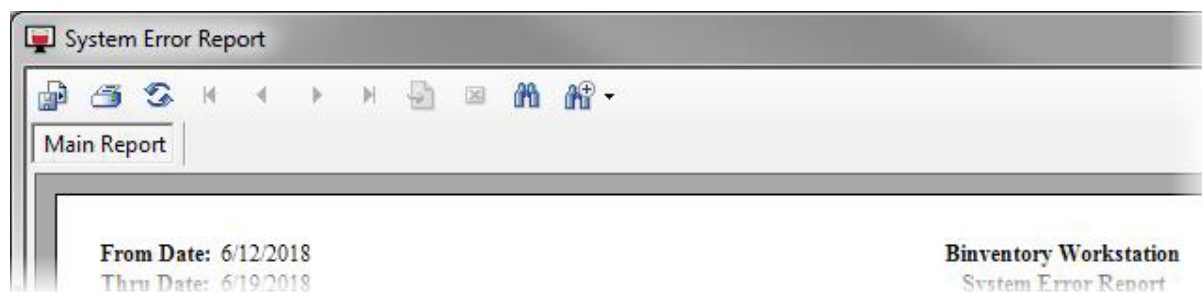 System Error Report
Main Report
From Date: 6/12/2018 Binventory Workstation
Thru Date: 6/19/2018 System Error Report